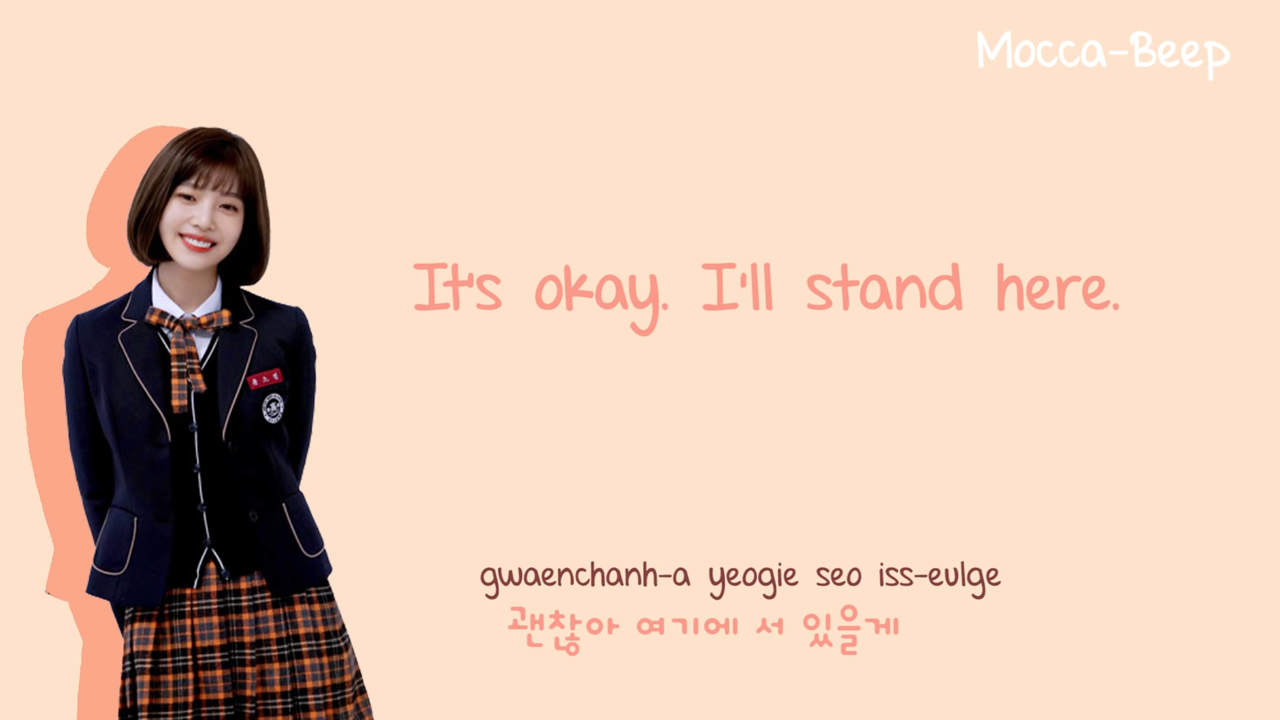 Mocca-Beep
It's okay. I'll stand here.
gwaenchanh-a yeogie seo iss-eulge
괜찮아 여기에 서 있을게